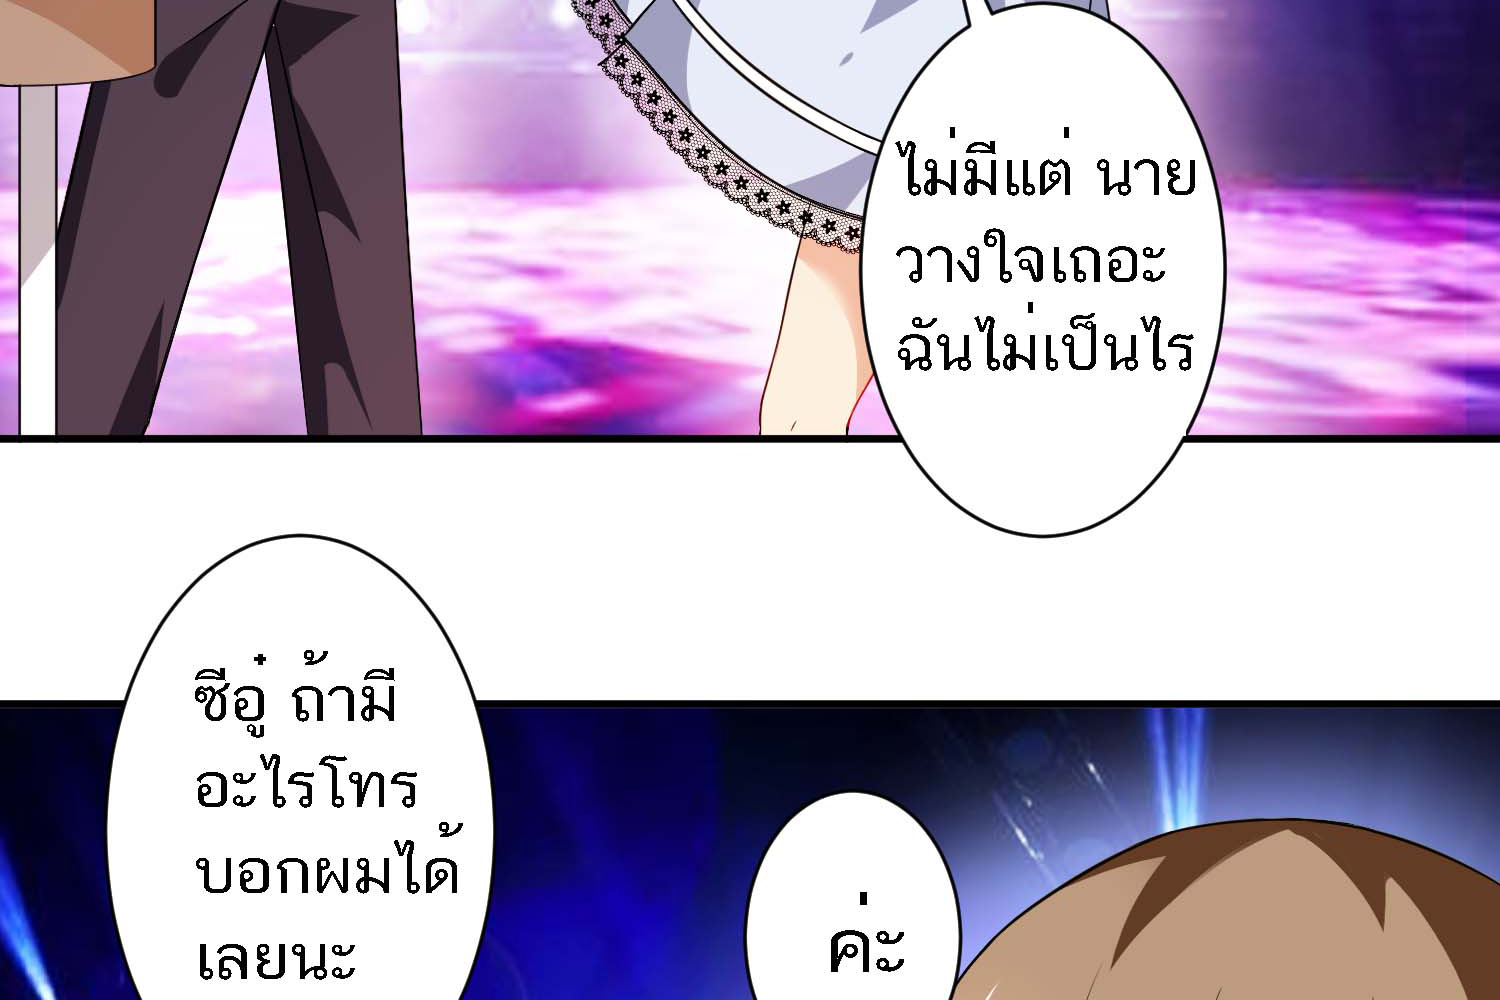 ไม่มีแต่ นาย
วางใจเถอะ
ฉันไม่เป็นไร
ซีอู๋ ถ้ามี
อะไรโทร
บอกผมได้
เลยนะ
ค่ะ